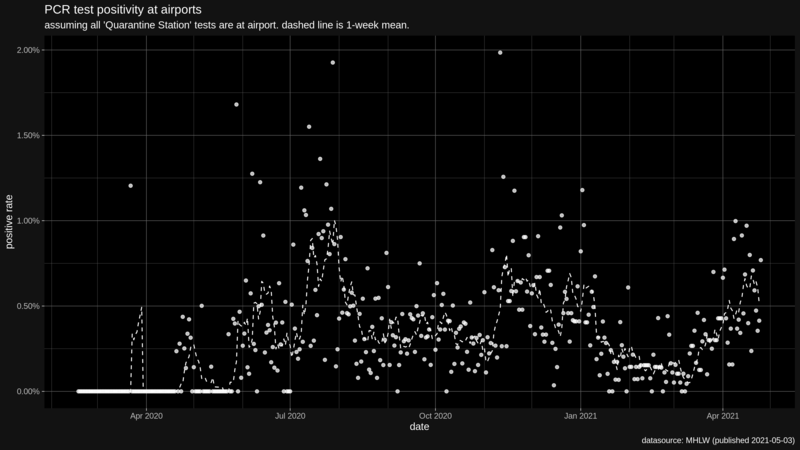 PCR test positivity at airports
assuming all 'Quarantine Station' tests are at airport. dashed line is 1-week mean.
2.00%
1.50%
1.00%
0.50%
0.00%
positive rate
Apr 2020
Jul 2020
Oct 2020
Jan 2021
Apr 2021
date
datasource: MHLW (published 2021-05-03)